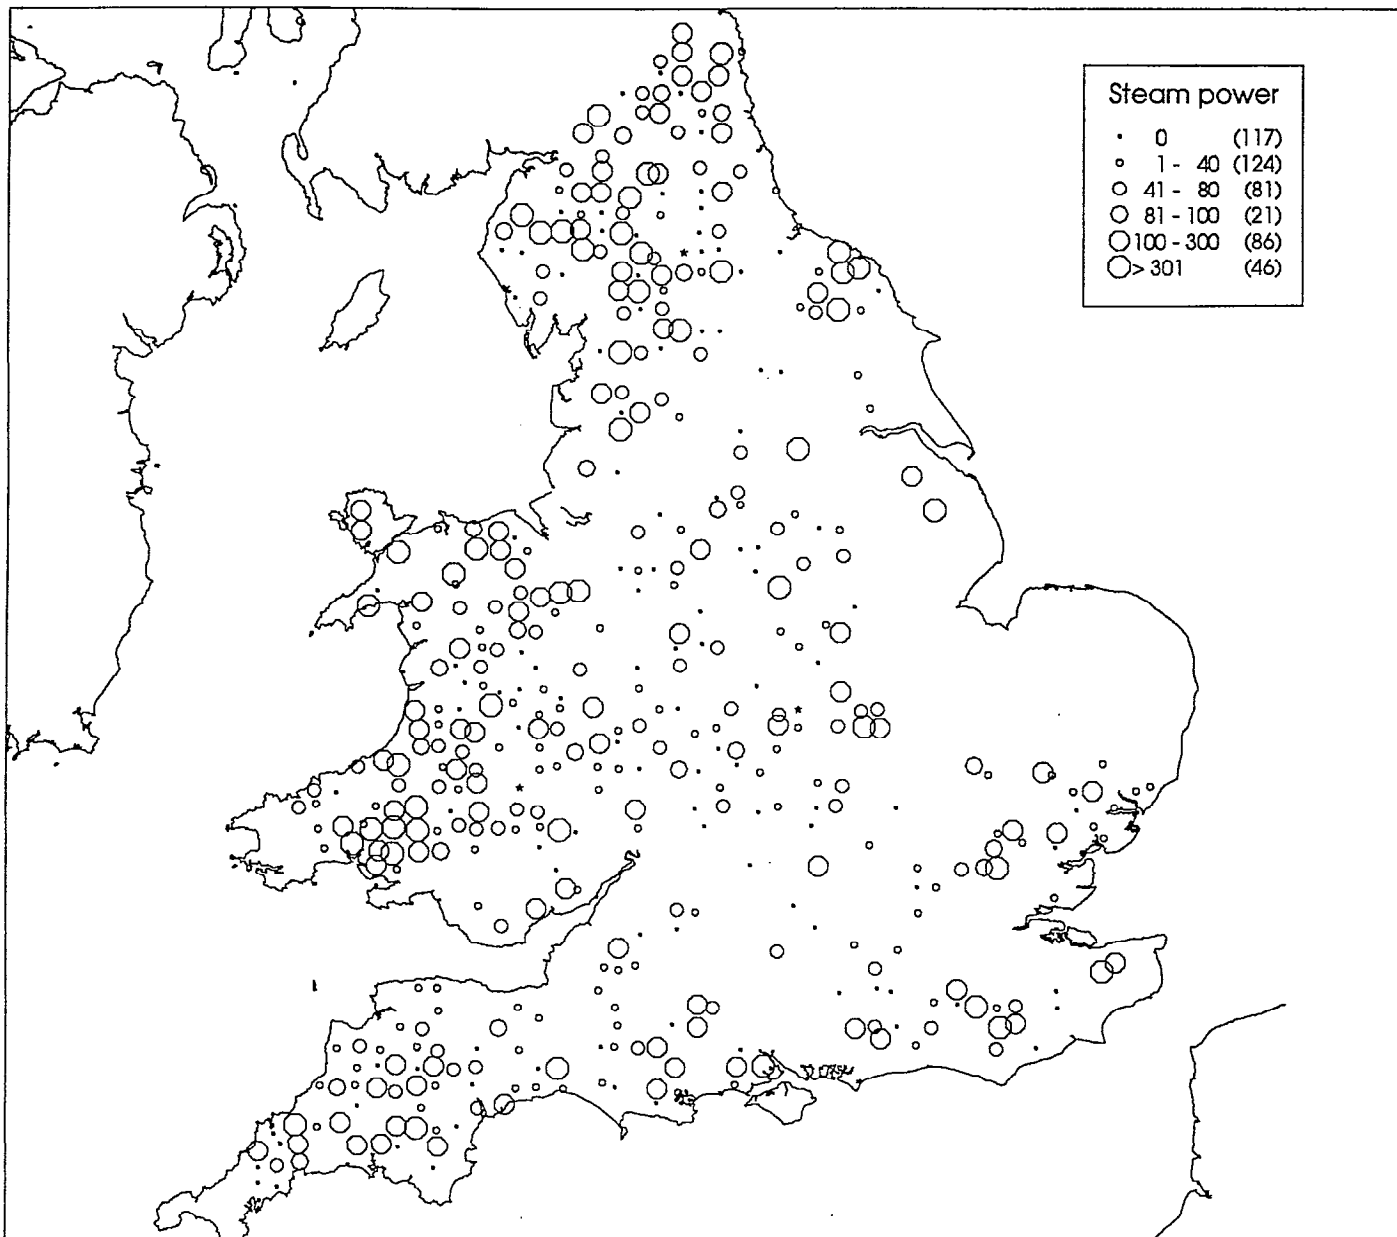 Steam power
0 (117)
1 - 40 (124)
41 - 80 (81)
81 - 100 (21)
100 - 300 (86)
> 301 (46)